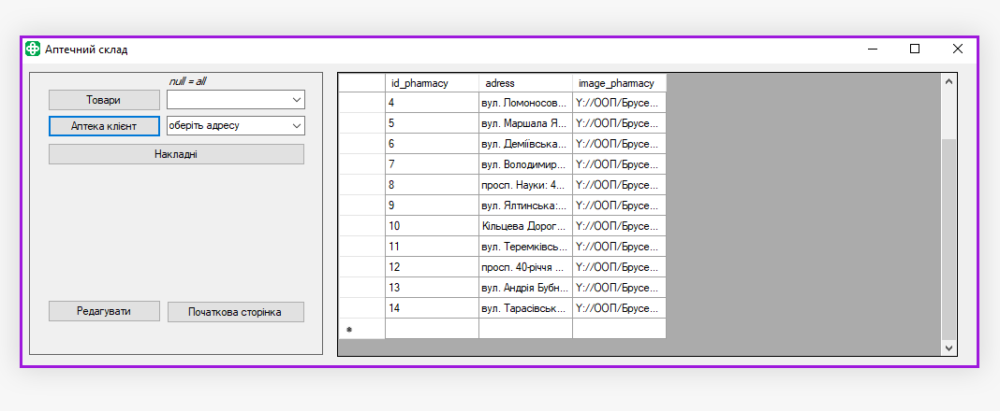 Аптечний склад
null = all
Товари
Аптека клієнт оберіть адресу
Накладні
Редагувати Початкова сторінка
id_phamacy adress image_pharmacy
4 вул. Ломоносов... Y://ООП/Брусе...
5 вул. Маршала Я... Y://ООП/Брусе...
6 вул. Деміївська... Y://ООП/Брусе...
7 вул. Володимир... Y://ООП/Брусе...
8 просп. Науки: 4... Y://ООП/Брусе...
9 вул. Ялтинська:... Y://ООП/Брусе...
10 Кільцева Дорог... Y://ООП/Брусе...
11 вул. Теремківсь... Y://ООП/Брусе...
12 просп. 40-річчя ... Y://ООП/Брусе...
13 вул. Андрія Бубн... Y://ООП/Брусе...
14 вул. Тарасівськ... Y://ООП/Брусе...
*